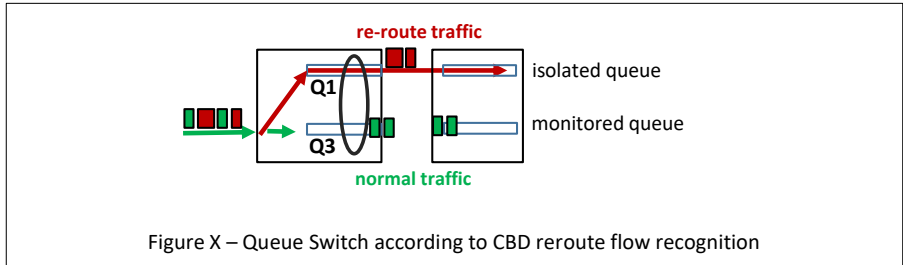 re-route traffic
isolated queue
Q1
monitored queue
Q3
normal traffic
Figure X – Queue Switch according to CBD reroute flow recognition